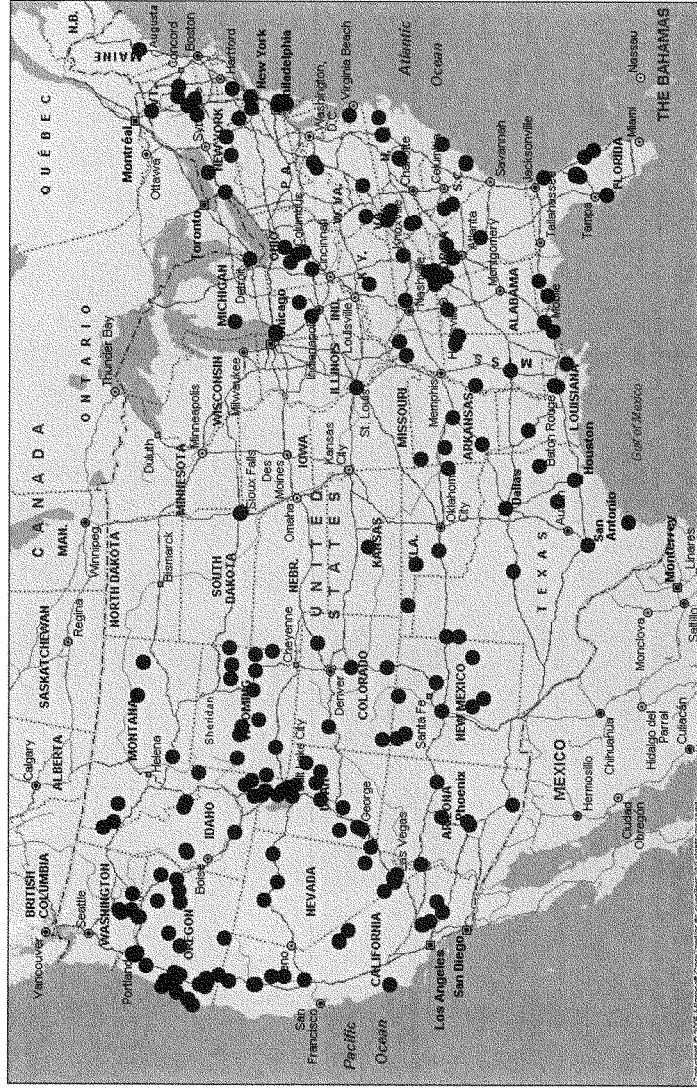 CANADA
BRITISH
COLUMBIA
Vancouver
Seattle
WASHINGTON
ALBERTA
Calgary
SASKATCHEWAN
Regina
MAN.
Winnipeg
ONTARIO
Thunder Bay
QUÉBEC
Montréal
Ottawa
Toronto
N.B.
MAINE
Augusta
Concord
Boston
Hartford
VT.
NEW YORK
New York
Philadelphia
Washington,
D.C.
Virginia Beach
Atlantic
Ocean
Portland
OREGON
IDAHO
Boise
MONTANA
Helena
NORTH DAKOTA
Bismarck
SOUTH
DAKOTA
Sioux Falls
MINNESOTA
Duluth
Minneapolis
WISCONSIN
Milwaukee
MICHIGAN
Detroit
Chicago
Sheridan
WYOMING
Cheyenne
NEBR.
Omaha
IOWA
Des
Moines
UNITED
STATES
ILLINOIS
IND.
Indianapolis
OHIO
Columbus
Cincinnati
P.A.
W. VA.
NEVADA
San
Francisco
Pacific
Ocean
CALIFORNIA
Las Vegas
George
Denver
COLORADO
KANSAS
Kansas
City
MISSOURI
St. Louis
Louisville
K Y.
Knoxville
Nashville
Charlotte
Los Angeles
San Diego
Phoenix
Santa Fe
NEW MEXICO
Oklahoma
City
ARKANSAS
Memphis
Atlanta
S.C.
Savannah
M S S
ALABAMA
Montgomery
TEXAS
Dallas
Austin
San
Antonio
Houston
LOUISIANA
Baton Rouge
Mobile
Tallahassee
Jacksonville
FLORIDA
Tampa
Miami
Nassau
THE BAHAMAS
Gulf of Mexico
MEXICO
Hermosillo
Ciudad
Obregón
Chihuahua
Hidalgo del
Parral
Culiacán
Monclova
Monterrey
Saltillo
Linares